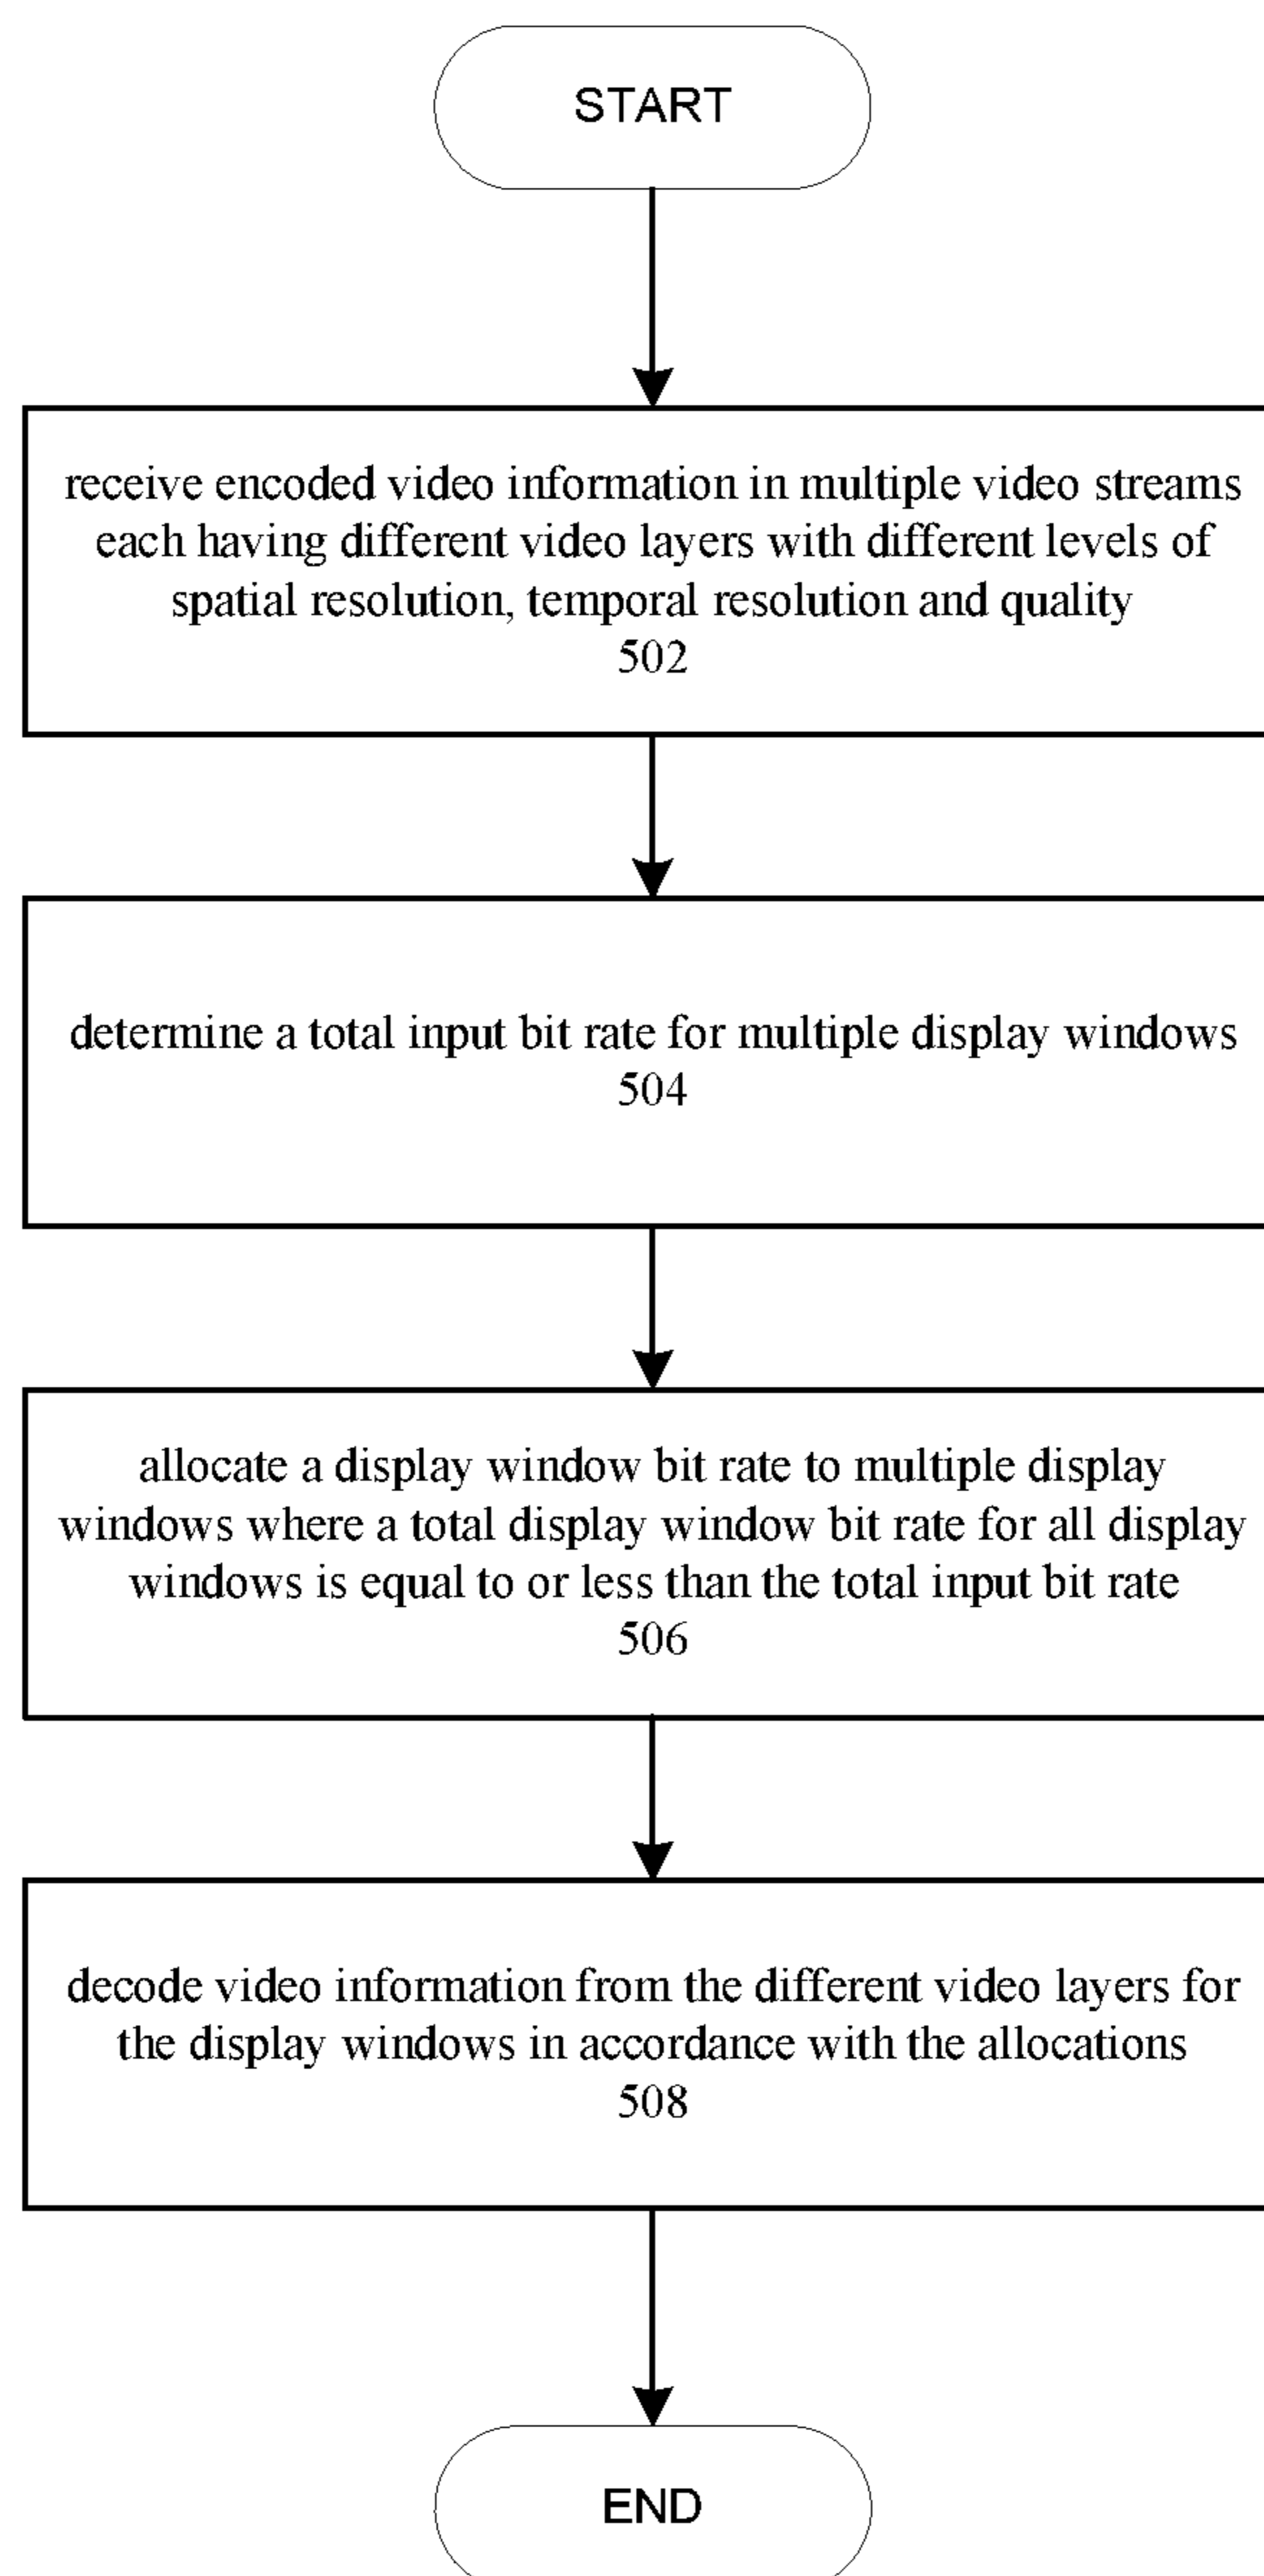 START
receive encoded video information in multiple video streams
each having different video layers with different levels of
spatial resolution, temporal resolution and quality
502
determine a total input bit rate for multiple display windows
504
allocate a display window bit rate to multiple display
windows where a total display window bit rate for all display
windows is equal to or less than the total input bit rate
506
decode video information from the different video layers for
the display windows in accordance with the allocations
508
END